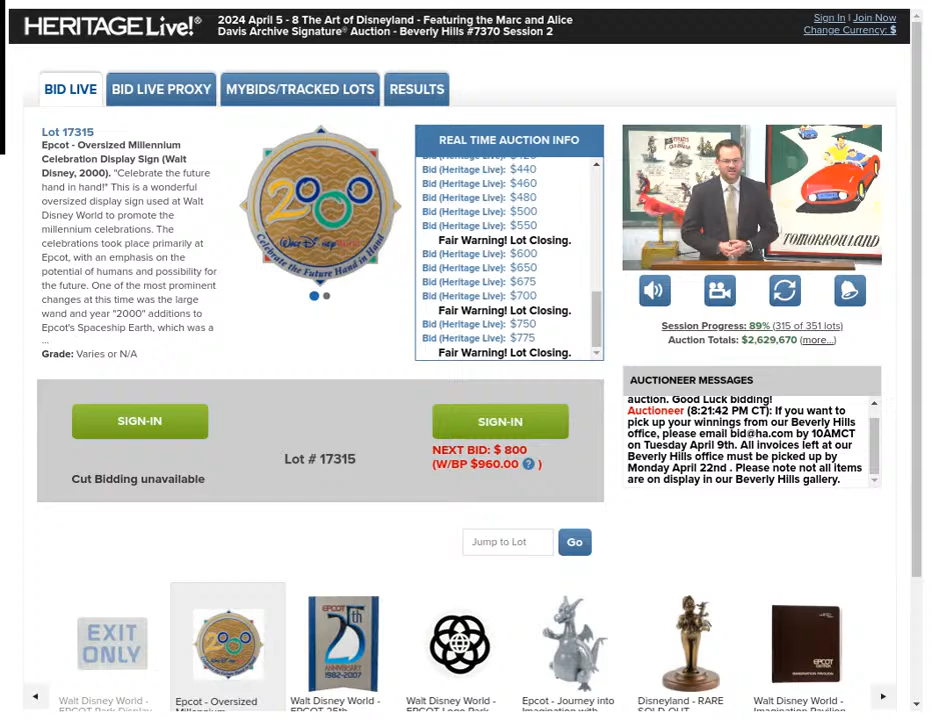 HERITAGE Live!®
2024 April 5 - 8 The Art of Disneyland - Featuring the Marc and Alice
Davis Archive Signature® Auction - Beverly Hills #7370 Session 2
Sign In | Join Now
Change Currency: $
BID LIVE
BID LIVE PROXY
MYBIDS/TRACKED LOTS
RESULTS
Lot 17315
Epcot - Oversized
Millennium
Celebration Display Sign (Walt
Disney, 2000). "Celebrate the future
hand in hand!" This is a wonderful
oversized display sign used at Walt
Disney World to promote the
millennium celebrations. The
celebrations took place primarily at
Epcot, with an emphasis on the
potential of humans and possibility for
the future. One of the most prominent
changes at this time was the large
wand and year "2000" additions to
Epcot's Spaceship Earth, which was a
...
Grade: Varies or N/A
2000
Walt Disney World
Celebrate the Future Hand in Hand
REAL TIME AUCTION INFO
Bid (Heritage Live): $440
Bid (Heritage Live): $460
Bid (Heritage Live): $480
Bid (Heritage Live): $500
Bid (Heritage Live): $550
Fair Warning! Lot Closing.
Bid (Heritage Live): $600
Bid (Heritage Live): $650
Bid (Heritage Live): $675
Bid (Heritage Live): $700
Fair Warning! Lot Closing.
Bid (Heritage Live): $750
Bid (Heritage Live): $775
Fair Warning! Lot Closing.
TOMORROWLAND
Session Progress: 89% (315 of 351 lots)
Auction Totals: $2,629,670 (more...)
AUCTIONEER MESSAGES
auction. Good Luck bidding!
Auctioneer (8:21:42 PM CT): If you want to
pick up your winnings from our Beverly Hills
office, please email bid@ha.com by 10AMCT
on Tuesday April 9th. All invoices left at our
Beverly Hills office must be picked up by
Monday April 22nd . Please note not all items
are on display in our Beverly Hills gallery.
SIGN-IN
Cut Bidding unavailable
Lot # 17315
SIGN-IN
NEXT BID: $ 800
(W/BP $960.00 ? )
Jump to Lot
Go
EXIT
ONLY
2000
EPCOT
25th
ANNIVERSARY
1982-2007
EPCOT
Walt Disney World -
EPCOT Park Display
Epcot - Oversized
Millennium
Walt Disney World -
EPCOT 25th
Walt Disney World -
EPCOT Logo Park
Epcot - Journey into
Imagination with
Disneyland - RARE
SOLD OUT
Walt Disney World -
Imagination Pavilion